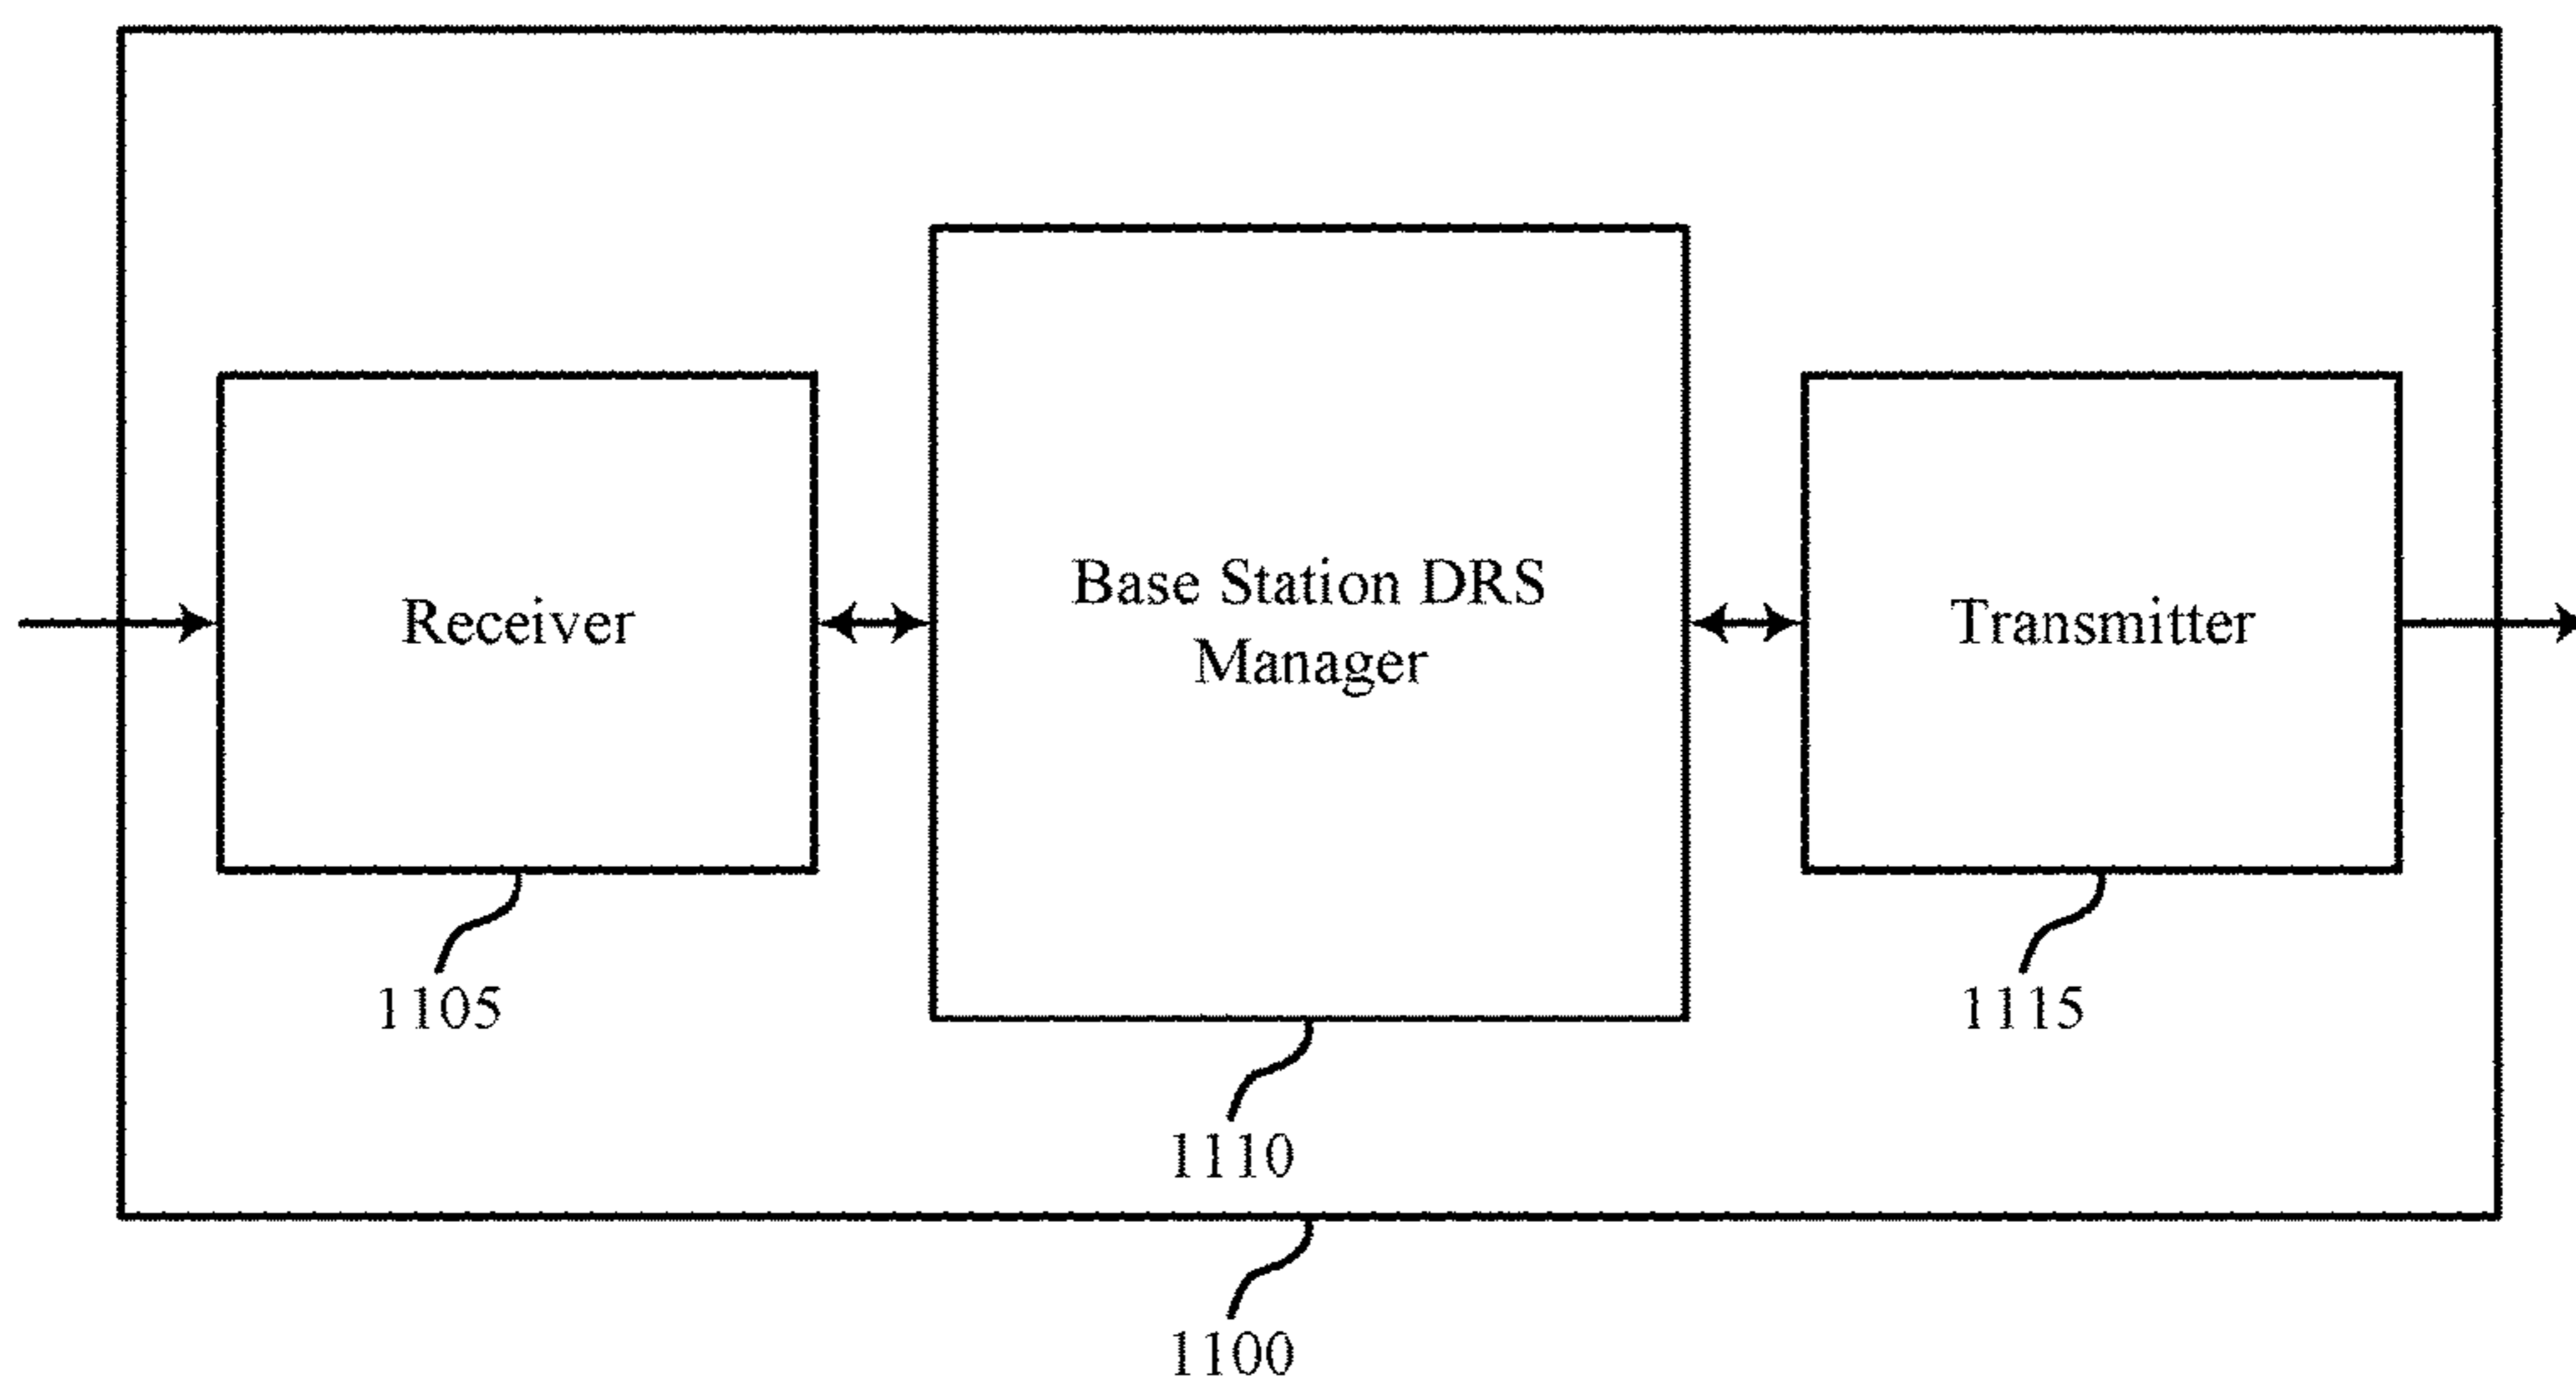 Receiver
Base Station DRS
Manager
Transmitter
1105
1115
1110
1100